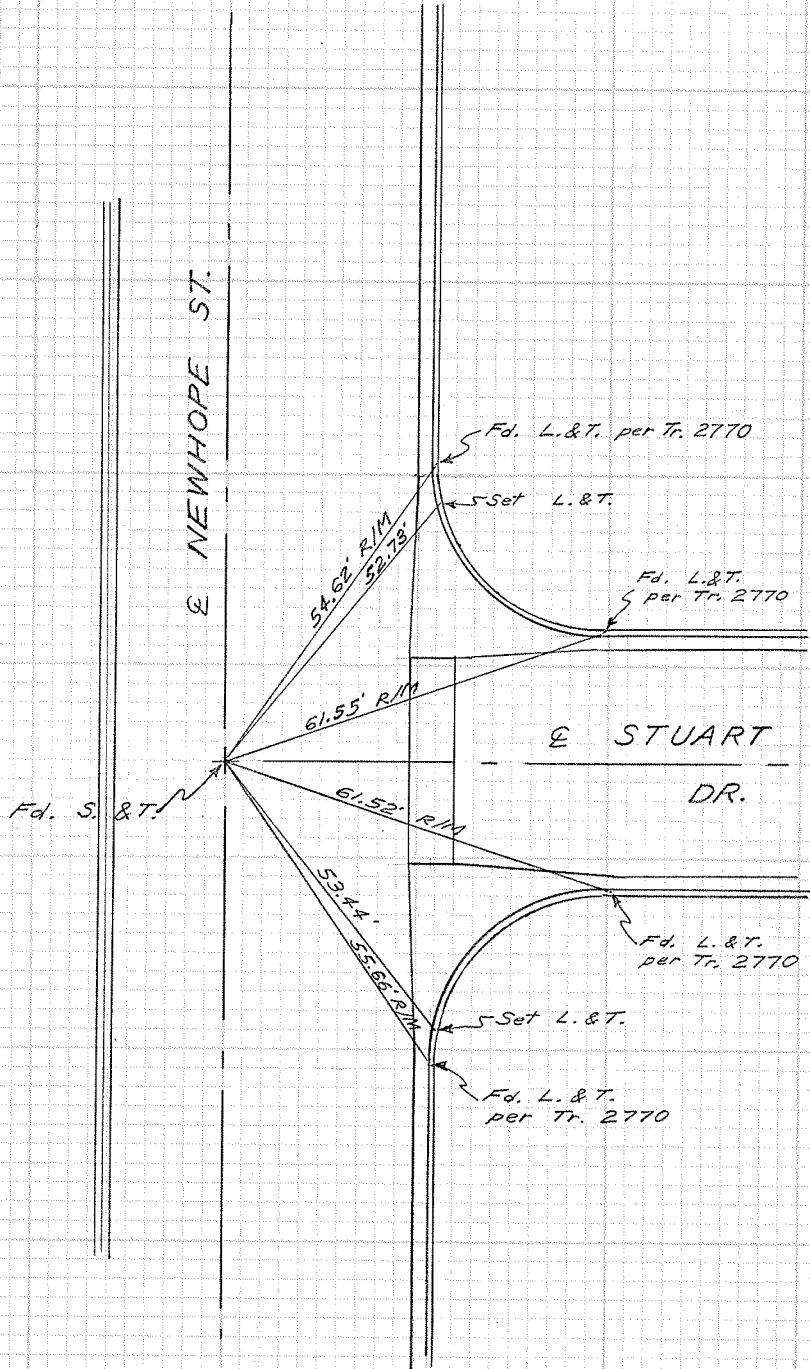 ℄ NEWHOPE ST.
Fd. L.&T. per Tr. 2770
Set L.&T.
54.62' R/M
52.73'
Fd. L.&T.
per Tr. 2770
61.55' R/M
℄ STUART
DR.
Fd. S. &T.
61.52' R/M
53.44'
55.66' R/M
Fd. L. & T.
per Tr. 2770
Set L. & T.
Fd. L. & T.
per Tr. 2770